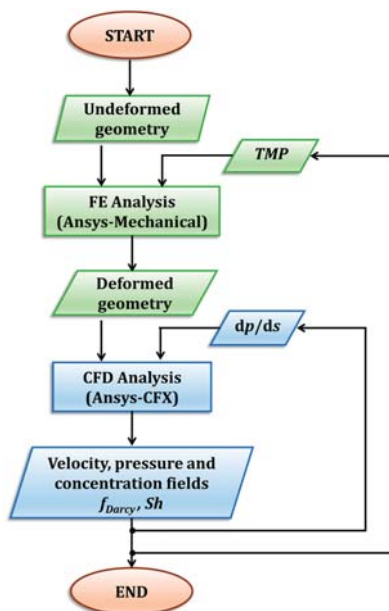 START
Undeformed
geometry
TMP
FE Analysis
(Ansys-Mechanical)
Deformed
geometry
dp/ds
CFD Analysis
(Ansys-CFX)
Velocity, pressure and
concentration fields
f_Darcy, Sh
END